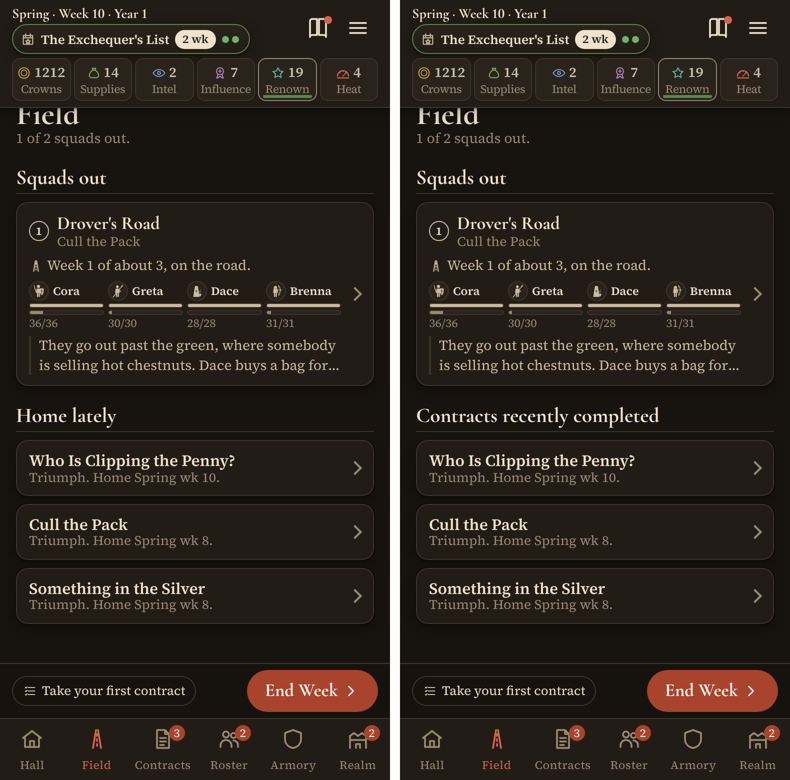 Spring · Week 10 · Year 1
The Exchequer's List 2 wk
1212 14 2 7 19 4
Crowns Supplies Intel Influence Renown Heat
Field
1 of 2 squads out.
Squads out
1 Drover's Road
Cull the Pack
Week 1 of about 3, on the road.
Cora Greta Dace Brenna
36/36 30/30 28/28 31/31
They go out past the green, where somebody
is selling hot chestnuts. Dace buys a bag for...
Home lately
Who Is Clipping the Penny?
Triumph. Home Spring wk 10.
Cull the Pack
Triumph. Home Spring wk 8.
Something in the Silver
Triumph. Home Spring wk 8.
Take your first contract End Week
3 2 2
Hall Field Contracts Roster Armory Realm
Spring · Week 10 · Year 1
The Exchequer's List 2 wk
1212 14 2 7 19 4
Crowns Supplies Intel Influence Renown Heat
Field
1 of 2 squads out.
Squads out
1 Drover's Road
Cull the Pack
Week 1 of about 3, on the road.
Cora Greta Dace Brenna
36/36 30/30 28/28 31/31
They go out past the green, where somebody
is selling hot chestnuts. Dace buys a bag for...
Contracts recently completed
Who Is Clipping the Penny?
Triumph. Home Spring wk 10.
Cull the Pack
Triumph. Home Spring wk 8.
Something in the Silver
Triumph. Home Spring wk 8.
Take your first contract End Week
3 2 2
Hall Field Contracts Roster Armory Realm